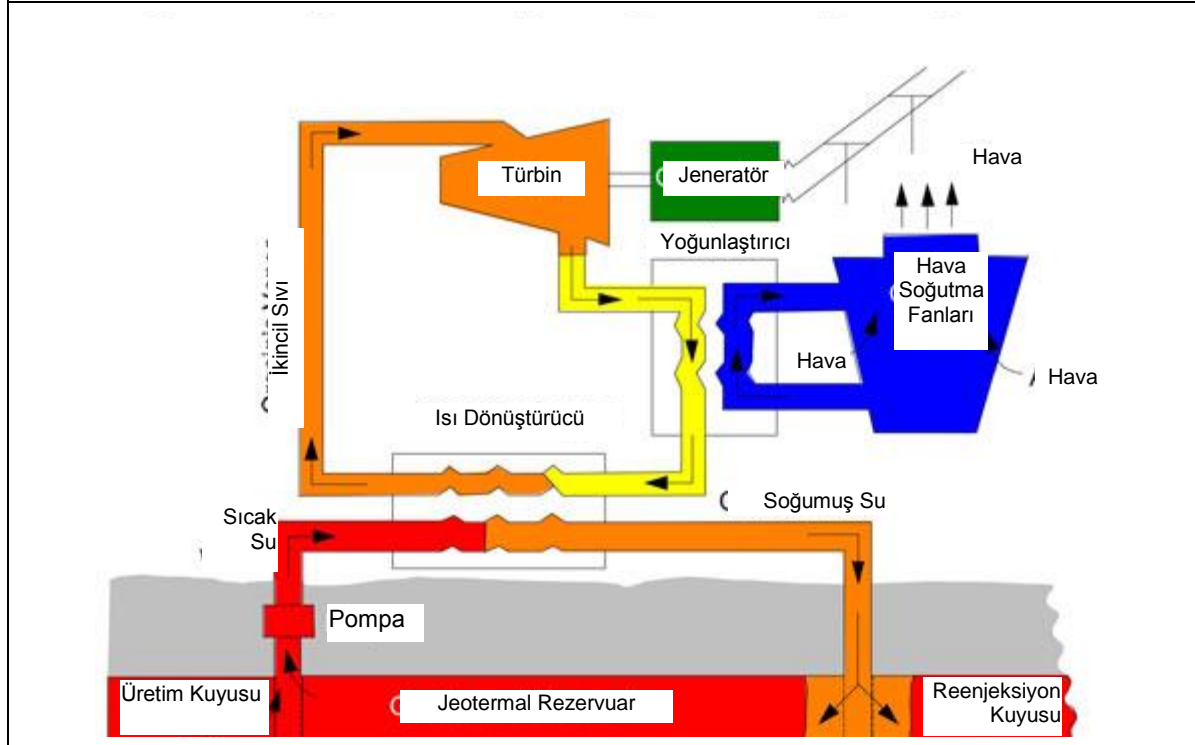 Hava
Türbin
Jeneratör
Yoğunlaştırıcı
Hava
Soğutma
Fanları
İkincil Sıvı
Hava
Hava
Isı Dönüştürücü
Sıcak
Su
Soğumuş Su
Pompa
Üretim Kuyusu
Jeotermal Rezervuar
Reenjeksiyon
Kuyusu